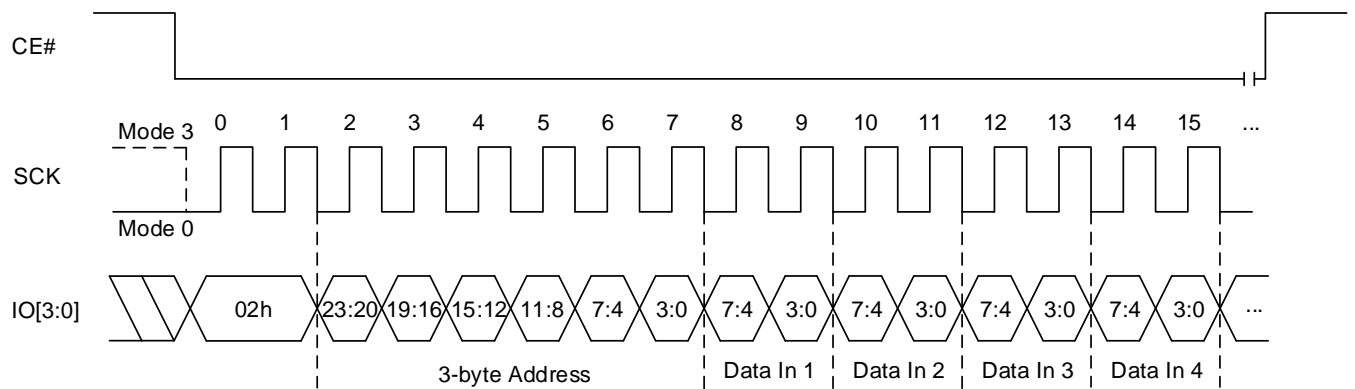 CE#
0 1 2 3 4 5 6 7 8 9 10 11 12 13 14 15 ...
Mode 3
SCK
Mode 0
IO[3:0] 02h 23:20 19:16 15:12 11:8 7:4 3:0 7:4 3:0 7:4 3:0 7:4 3:0 7:4 3:0 ...
3-byte Address Data In 1 Data In 2 Data In 3 Data In 4